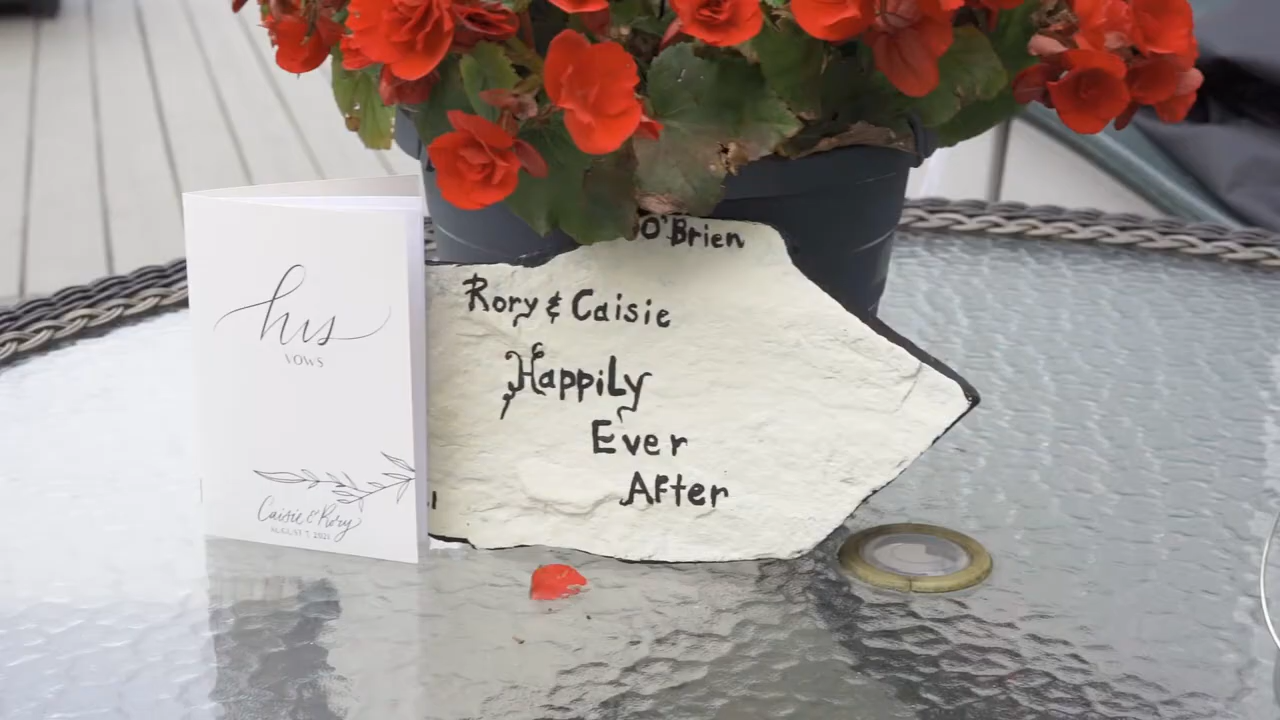 his
VOWS
Caisie & Rory
AUGUST 7, 2021
O'Brien
Rory & Caisie
Happily
Ever
After